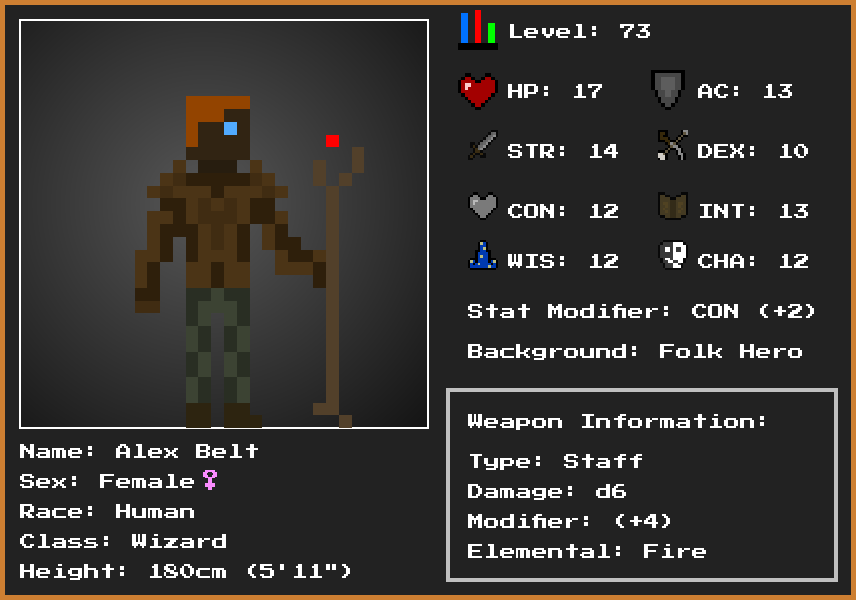 Level: 73
HP: 17 AC: 13
STR: 14 DEX: 10
CON: 12 INT: 13
WIS: 12 CHA: 12
Stat Modifier: CON (+2)
Background: Folk Hero
Weapon Information:
Type: Staff
Damage: d6
Modifier: (+4)
Elemental: Fire
Name: Alex Belt
Sex: Female♀
Race: Human
Class: Wizard
Height: 180cm (5'11")